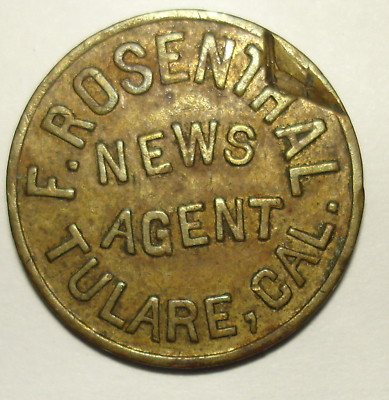 F. ROSENTHAL
NEWS
AGENT
TULARE, CAL.